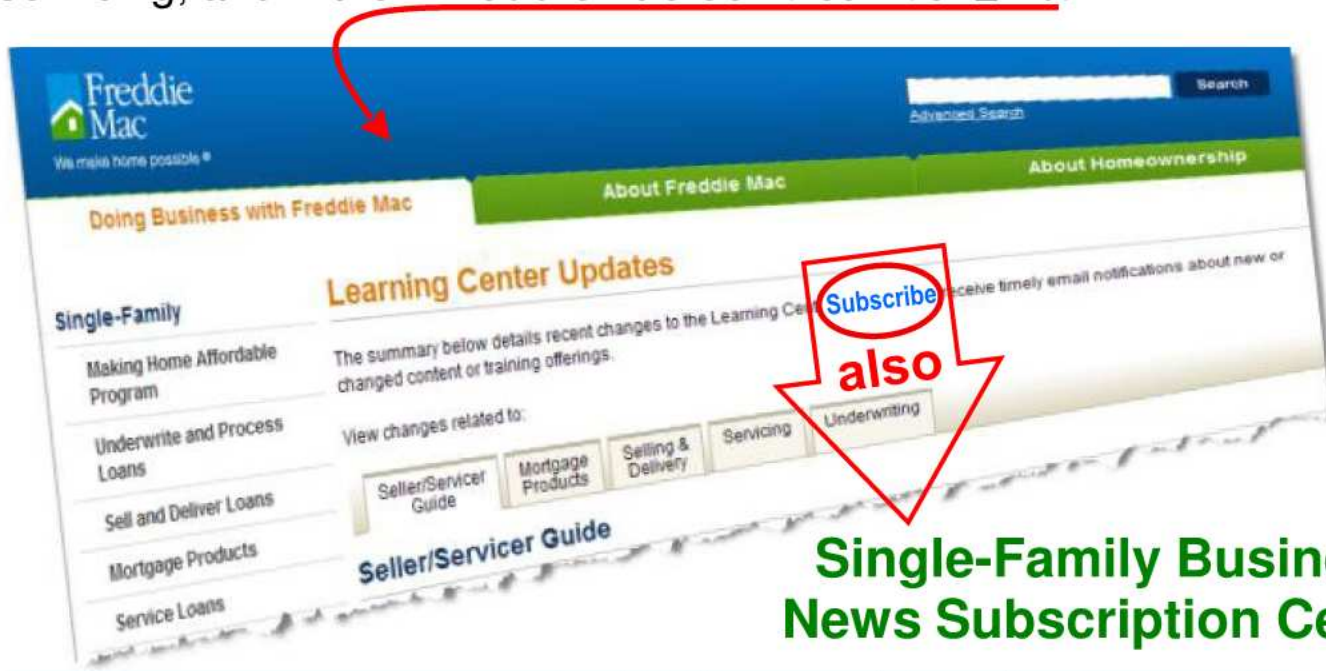 Freddie
Mac
We make home possible ®
Search
Advanced Search
Doing Business with Freddie Mac
About Freddie Mac
About Homeownership
Single-Family
Making Home Affordable
Program
Underwrite and Process
Loans
Sell and Deliver Loans
Mortgage Products
Service Loans
Learning Center Updates
The summary below details recent changes to the Learning Subscribe receive timely email notifications about new or
changed content or training offerings.
also
View changes related to:
Seller/Servicer
Guide
Mortgage
Products
Selling &
Delivery
Servicing
Underwriting
Seller/Servicer Guide
Single-Family
News Subscription